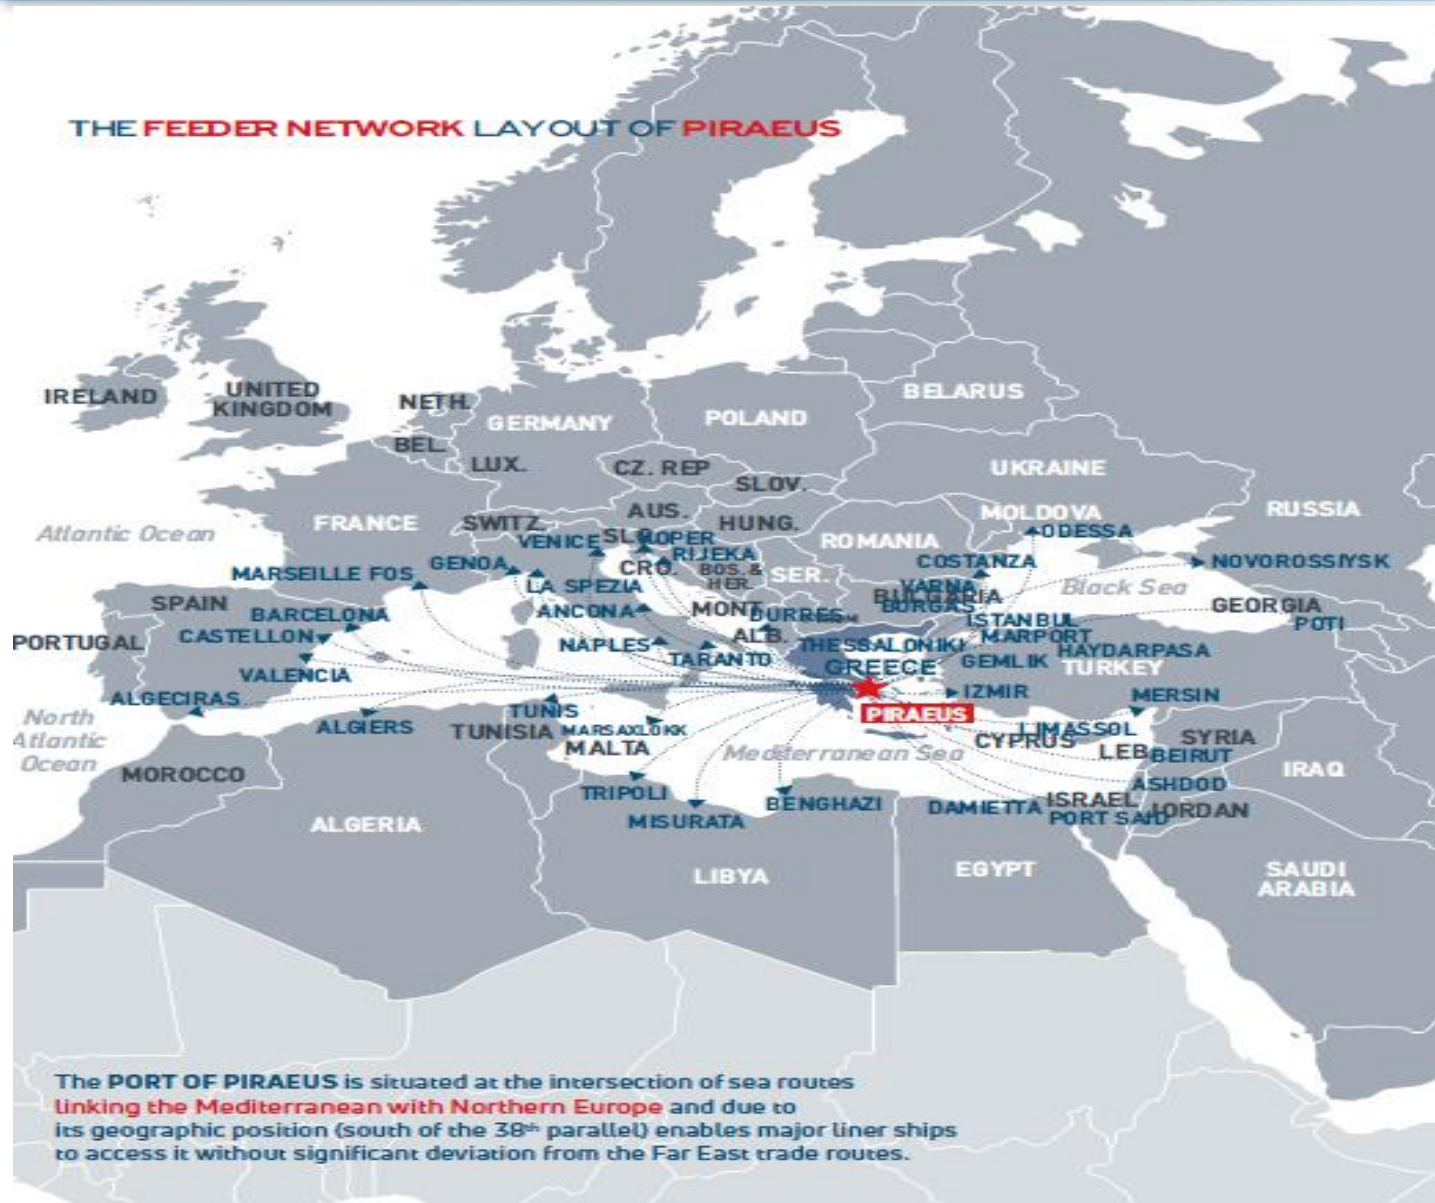 THE FEEDER NETWORK LAYOUT OF PIRAEUS
IRELAND
UNITED
KINGDOM
NETH.
BEL.
LUX.
GERMANY
POLAND
BELARUS
CZ. REP
SLOV.
UKRAINE
FRANCE
SWITZ.
AUS.
HUNG.
MOLDOVA
RUSSIA
Atlantic Ocean
VENICE
KOPER
RIJEKA
ROMANIA
ODESSA
GENOA
CRO.
BOS. &
HER.
SER.
COSTANZA
NOVOROSSIYSK
MARSEILLE FOS
LA SPEZIA
VARNA
BULGARIA
BURGAS
Black Sea
SPAIN
BARCELONA
ANCONA
MONT.
DURRES
ISTANBUL
GEORGIA
POTI
PORTUGAL
CASTELLON
NAPLES
ALB.
THESSALONIKI
MARPORT
HAYDARPASA
VALENCIA
TARANTO
GREECE
GEMLIK
TURKEY
ALGECIRAS
IZMIR
MERSIN
North
Atlantic
Ocean
ALGIERS
TUNIS
TUNISIA
MARSAXLOKK
MALTA
PIRAEUS
Mediterranean Sea
LIMASSOL
CYPRUS
LEB.
BEIRUT
SYRIA
IRAQ
MOROCCO
TRIPOLI
MISURATA
BENGHAZI
DAMIETTA
ISRAEL
PORT SAID
ASHDOD
JORDAN
ALGERIA
LIBYA
EGYPT
SAUDI
ARABIA
The PORT OF PIRAEUS is situated at the intersection of sea routes
linking the Mediterranean with Northern Europe and due to
its geographic position (south of the 38th parallel) enables major liner ships
to access it without significant deviation from the Far East trade routes.